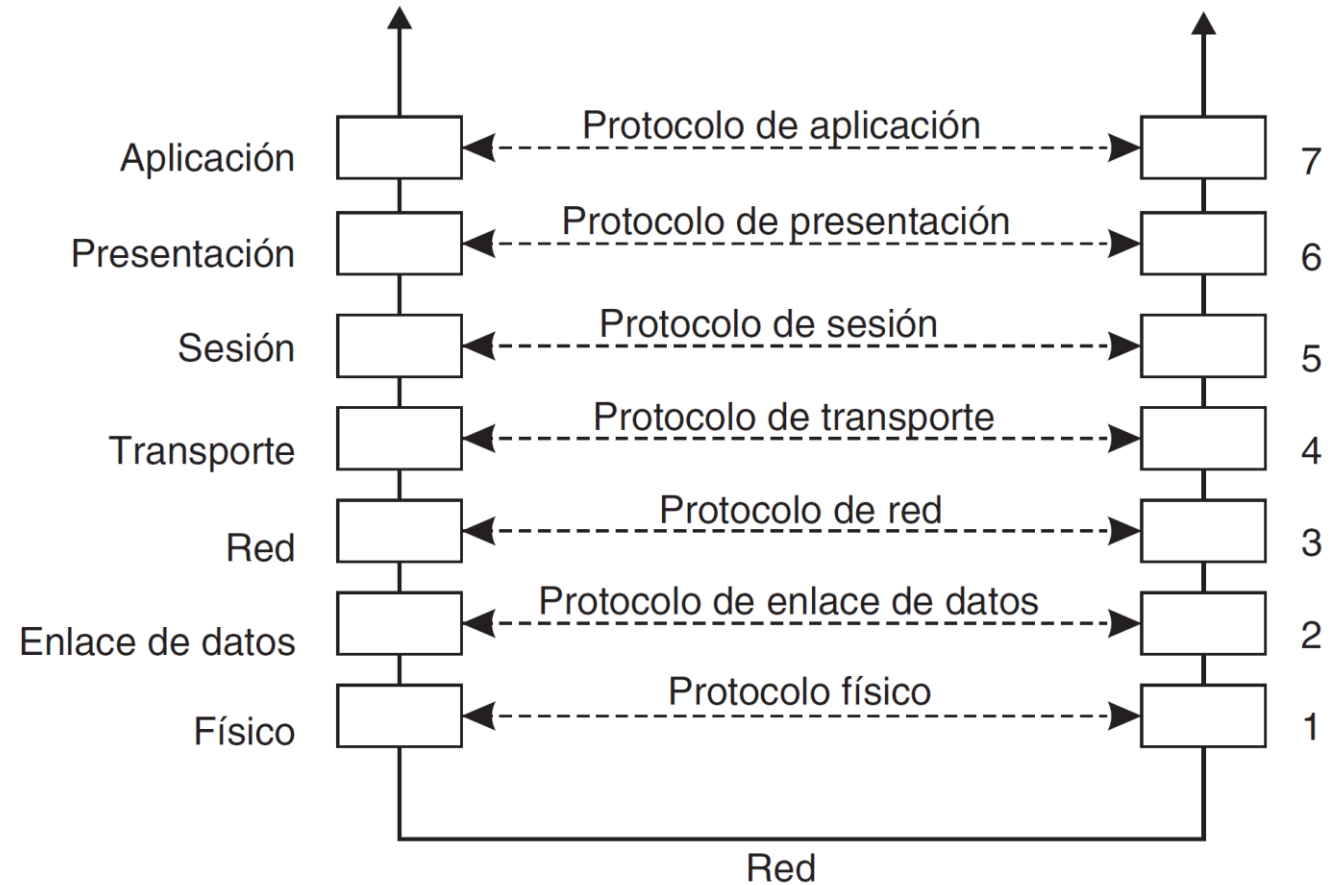 Aplicación
Protocolo de aplicación
7
Presentación
Protocolo de presentación
6
Sesión
Protocolo de sesión
5
Transporte
Protocolo de transporte
4
Red
Protocolo de red
3
Enlace de datos
Protocolo de enlace de datos
2
Físico
Protocolo físico
1
Red